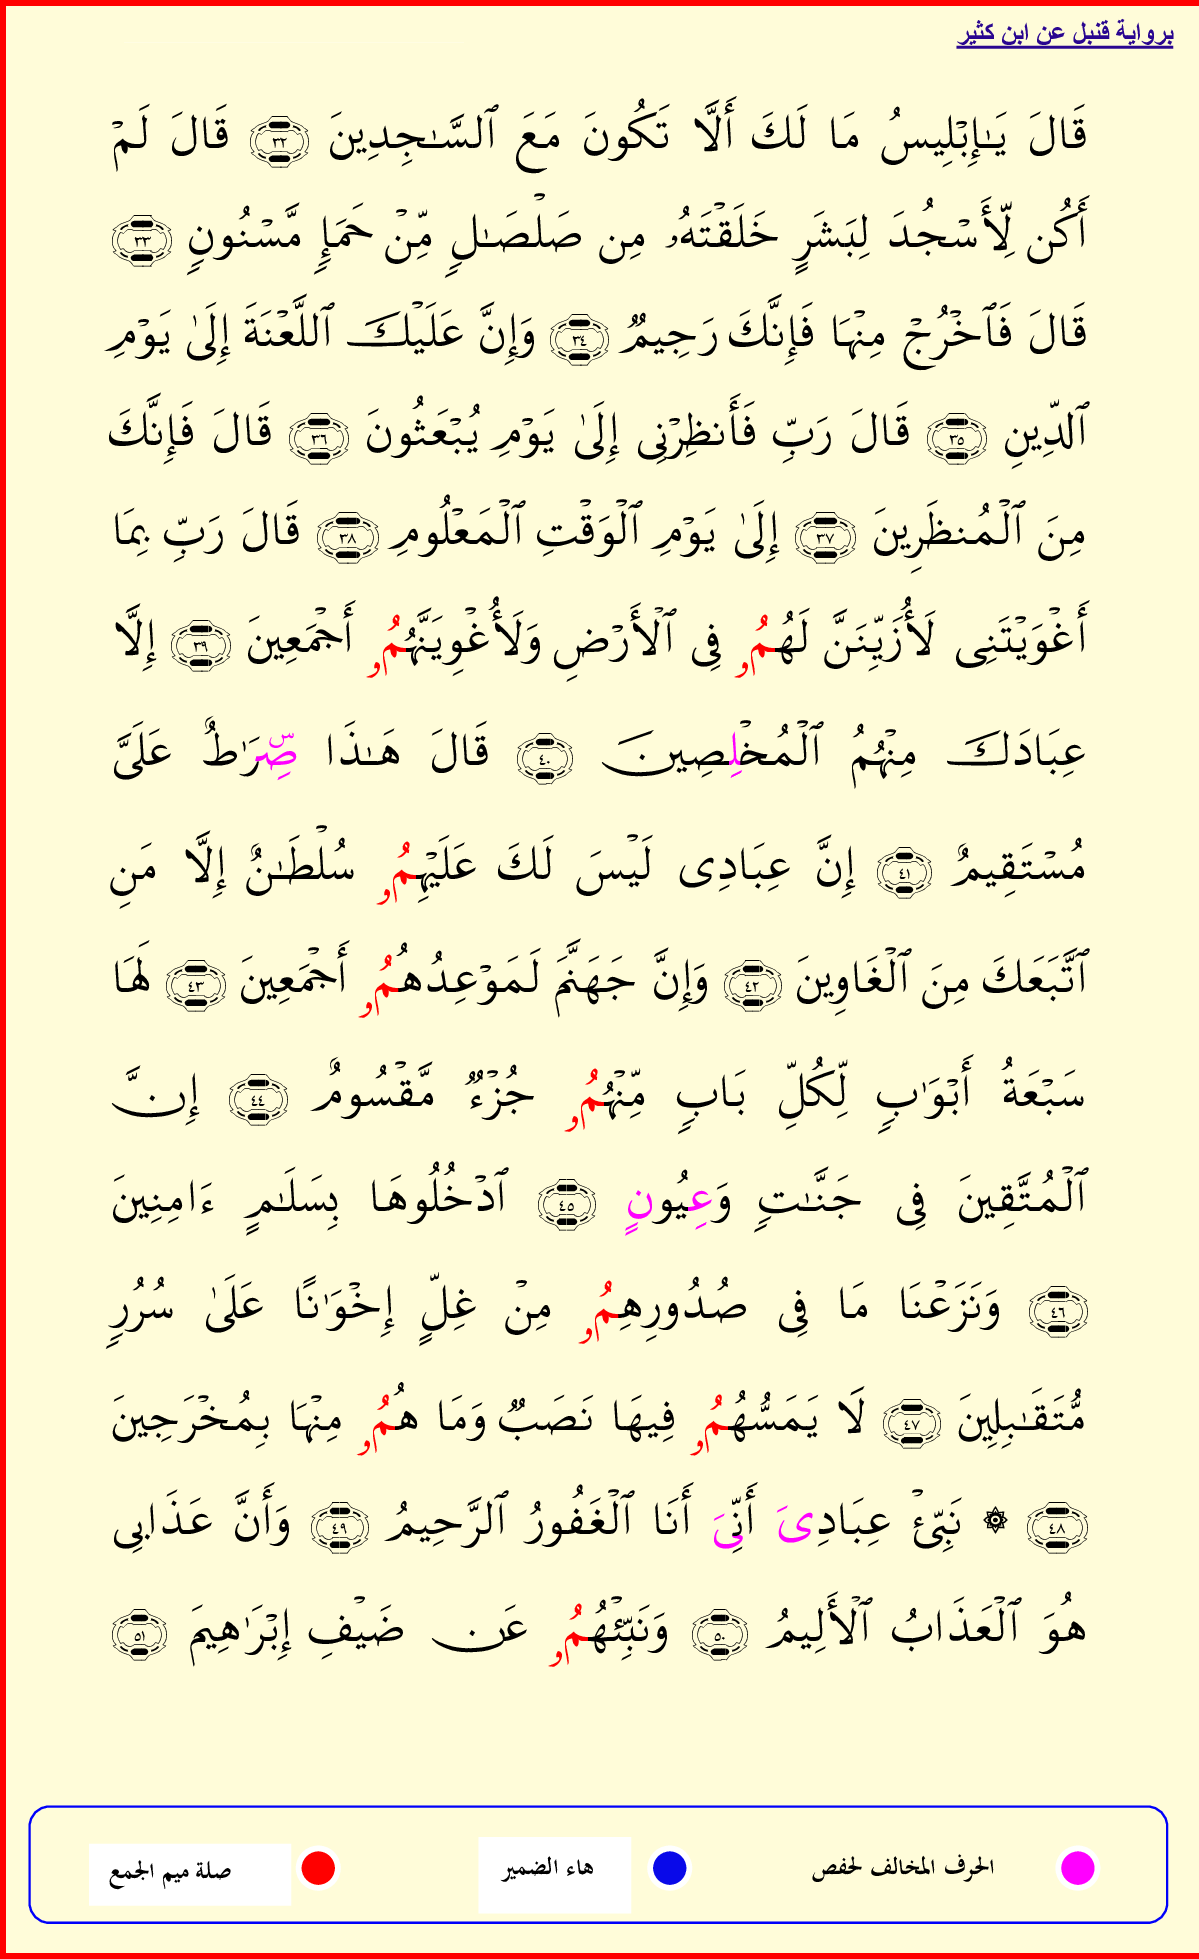 برواية قنبل عن ابن كثير
قَالَ يَـٰإِبْلِيسُ مَا لَكَ أَلَّا تَكُونَ مَعَ ٱلسَّـٰجِدِينَ ٣٢ قَالَ لَمْ
أَكُن لِّأَسْجُدَ لِبَشَرٍ خَلَقْتَهُۥ مِن صَلْصَـٰلٍ مِّنْ حَمَإٍ مَّسْنُونٍ ٣٣
قَالَ فَٱخْرُجْ مِنْهَا فَإِنَّكَ رَجِيمٌ ٣٤ وَإِنَّ عَلَيْكَ ٱللَّعْنَةَ إِلَىٰ يَوْمِ
ٱلدِّينِ ٣٥ قَالَ رَبِّ فَأَنظِرْنِى إِلَىٰ يَوْمِ يُبْعَثُونَ ٣٦ قَالَ فَإِنَّكَ
مِنَ ٱلْمُنظَرِينَ ٣٧ إِلَىٰ يَوْمِ ٱلْوَقْتِ ٱلْمَعْلُومِ ٣٨ قَالَ رَبِّ بِمَا
أَغْوَيْتَنِى لَأُزَيِّنَنَّ لَهُمُۥ فِى ٱلْأَرْضِ وَلَأُغْوِيَنَّهُمُۥ أَجْمَعِينَ ٣٩ إِلَّا
عِبَادَكَ مِنْهُمُ ٱلْمُخْلِصِينَ ٤٠ قَالَ هَـٰذَا صِّرَٰطٌ عَلَىَّ
مُسْتَقِيمٌ ٤١ إِنَّ عِبَادِى لَيْسَ لَكَ عَلَيْهِمُۥ سُلْطَـٰنٌ إِلَّا مَنِ
ٱتَّبَعَكَ مِنَ ٱلْغَاوِينَ ٤٢ وَإِنَّ جَهَنَّمَ لَمَوْعِدُهُمُۥ أَجْمَعِينَ ٤٣ لَهَا
سَبْعَةُ أَبْوَٰبٍ لِّكُلِّ بَابٍ مِّنْهُمُۥ جُزْءٌ مَّقْسُومٌ ٤٤ إِنَّ
ٱلْمُتَّقِينَ فِى جَنَّـٰتٍ وَعِيُونٍ ٤٥ ٱدْخُلُوهَا بِسَلَـٰمٍ ءَامِنِينَ
٤٦ وَنَزَعْنَا مَا فِى صُدُورِهِمُۥ مِنْ غِلٍّ إِخْوَٰنًا عَلَىٰ سُرُرٍ
مُّتَقَـٰبِلِينَ ٤٧ لَا يَمَسُّهُمُۥ فِيهَا نَصَبٌ وَمَا هُمُۥ مِنْهَا بِمُخْرَجِينَ
٤٨ ۞ نَبِّئْ عِبَادِىَ أَنِّىَ أَنَا ٱلْغَفُورُ ٱلرَّحِيمُ ٤٩ وَأَنَّ عَذَابِى
هُوَ ٱلْعَذَابُ ٱلْأَلِيمُ ٥٠ وَنَبِّئْهُمُۥ عَن ضَيْفِ إِبْرَٰهِيمَ ٥١
الحرف المخالف لحفص هاء الضمير صلة ميم الجمع